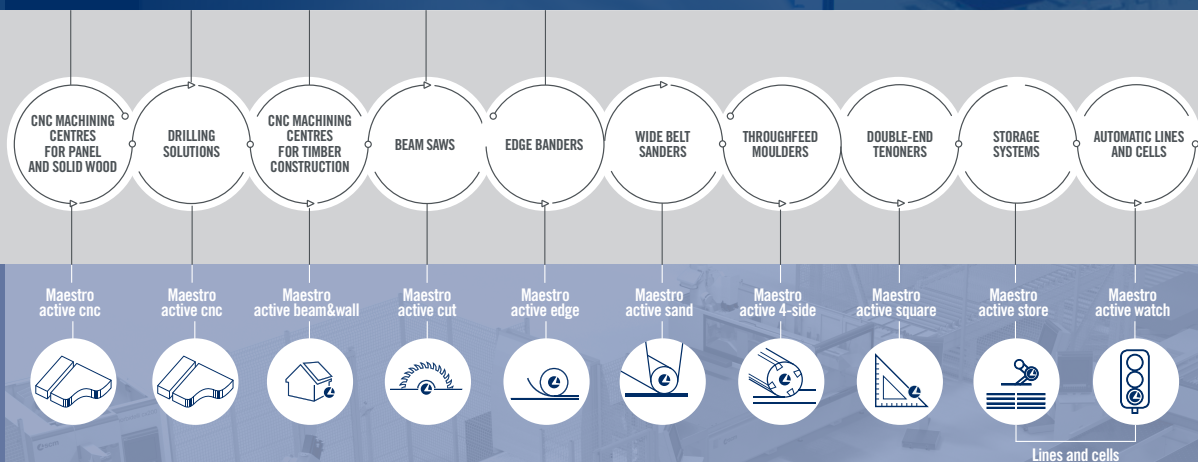 CNC MACHINING
CENTRES
FOR PANEL
AND SOLID WOOD
DRILLING
SOLUTIONS
CNC MACHINING
CENTRES
FOR TIMBER
CONSTRUCTION
BEAM SAWS
EDGE BANDERS
WIDE BELT
SANDERS
THROUGHFEED
MOULDERS
DOUBLE-END
TENONERS
STORAGE
SYSTEMS
AUTOMATIC LINES
AND CELLS
Maestro
active cnc
Maestro
active cnc
Maestro
active beam&wall
Maestro
active cut
Maestro
active edge
Maestro
active sand
Maestro
active 4-side
Maestro
active square
Maestro
active store
Maestro
active watch
Lines and cells